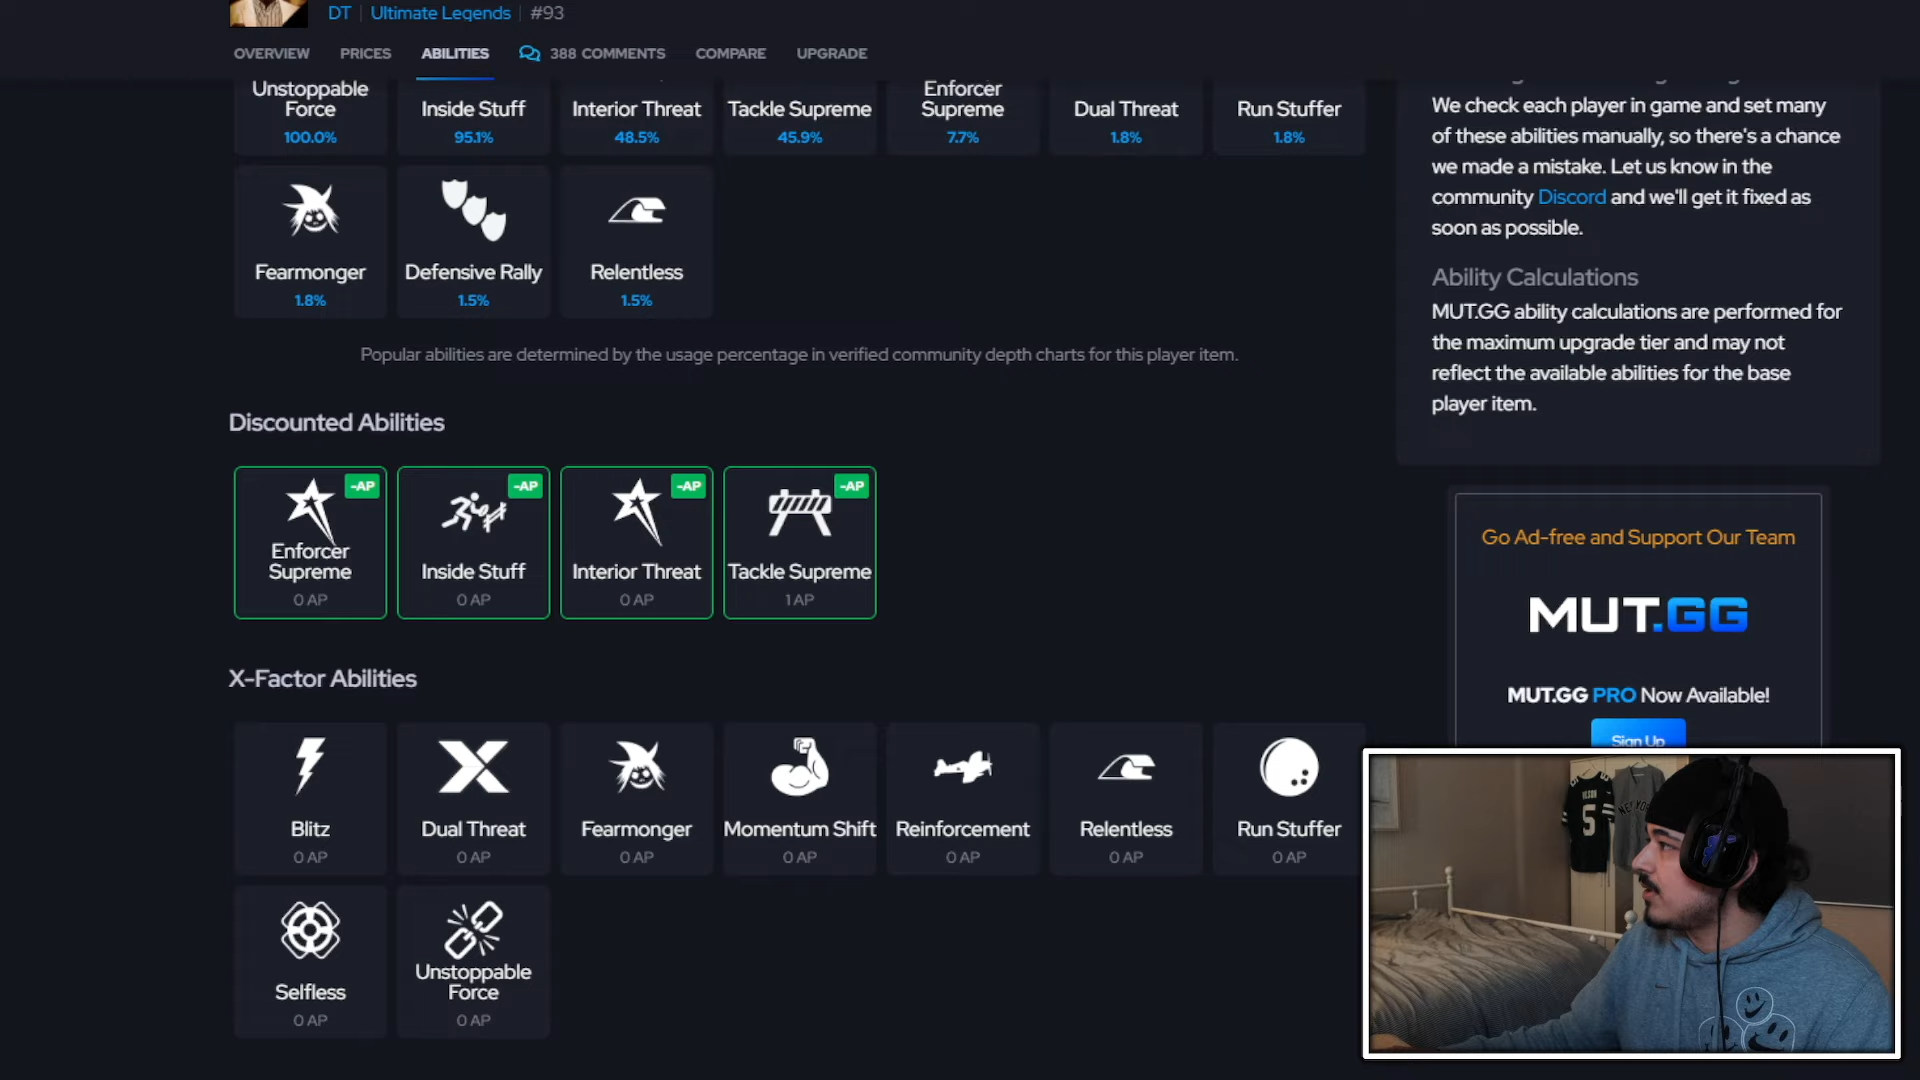 DT | Ultimate Legends | #93
OVERVIEW PRICES ABILITIES 388 COMMENTS COMPARE UPGRADE
Unstoppable
Force
100.0%
Inside Stuff
95.1%
Interior Threat
48.5%
Tackle Supreme
45.9%
Enforcer
Supreme
7.7%
Dual Threat
1.8%
Run Stuffer
1.8%
Fearmonger
1.8%
Defensive Rally
1.5%
Relentless
1.5%
Popular abilities are determined by the usage percentage in verified community depth charts for this player item.
Discounted Abilities
-AP
Enforcer
Supreme
0 AP
-AP
Inside Stuff
0 AP
-AP
Interior Threat
0 AP
-AP
Tackle Supreme
1 AP
X-Factor Abilities
Blitz
0 AP
Dual Threat
0 AP
Fearmonger
0 AP
Momentum Shift
0 AP
Reinforcement
0 AP
Relentless
0 AP
Run Stuffer
0 AP
Selfless
0 AP
Unstoppable
Force
0 AP
We check each player in game and set many
of these abilities manually, so there's a chance
we made a mistake. Let us know in the
community Discord and we'll get it fixed as
soon as possible.
Ability Calculations
MUT.GG ability calculations are performed for
the maximum upgrade tier and may not
reflect the available abilities for the base
player item.
Go Ad-free and Support Our Team
MUT.GG
MUT.GG PRO Now Available!
Sign Up
5